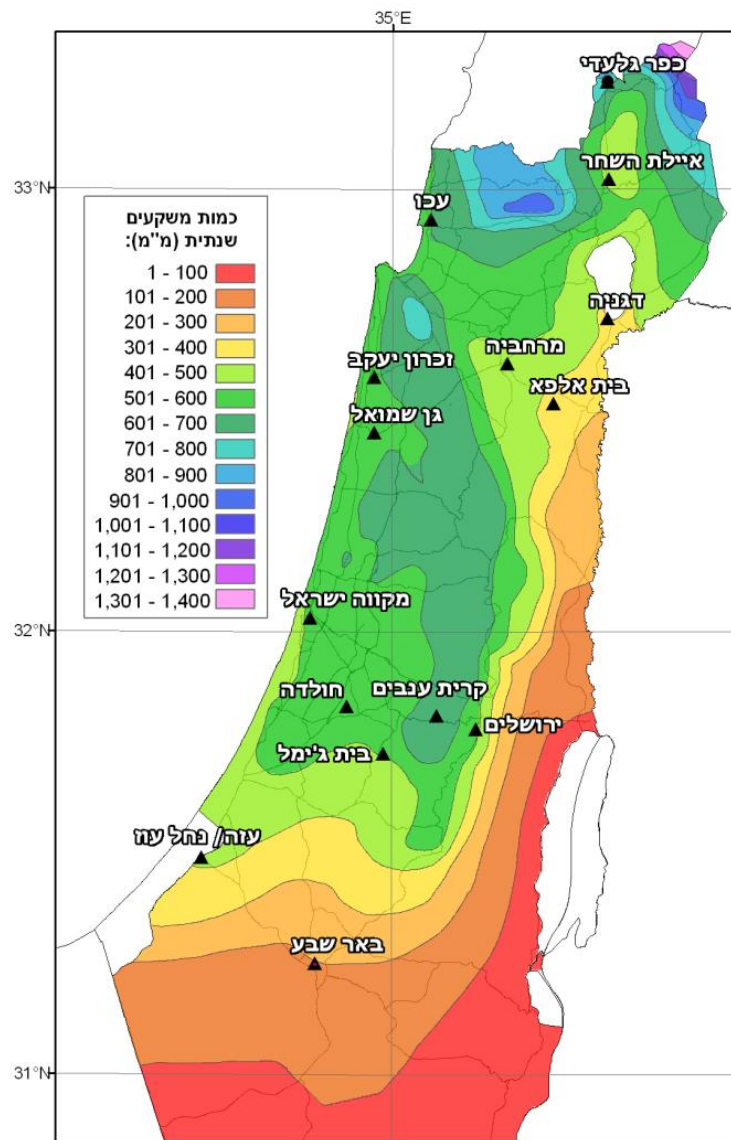 35°E
כפר גלעדי
איילת השחר
33°N
עכו
כמות משקעים
שנתית (מ"מ):
1 - 100
101 - 200
201 - 300
301 - 400
401 - 500
501 - 600
601 - 700
701 - 800
801 - 900
901 - 1,000
1,001 - 1,100
1,101 - 1,200
1,201 - 1,300
1,301 - 1,400
דגניה
מרחביה
זכרון יעקב
בית אלפא
גן שמואל
מקווה ישראל
32°N
חולדה
קרית ענבים
ירושלים
בית ג'ימל
עזה/ נחל עוז
באר שבע
31°N